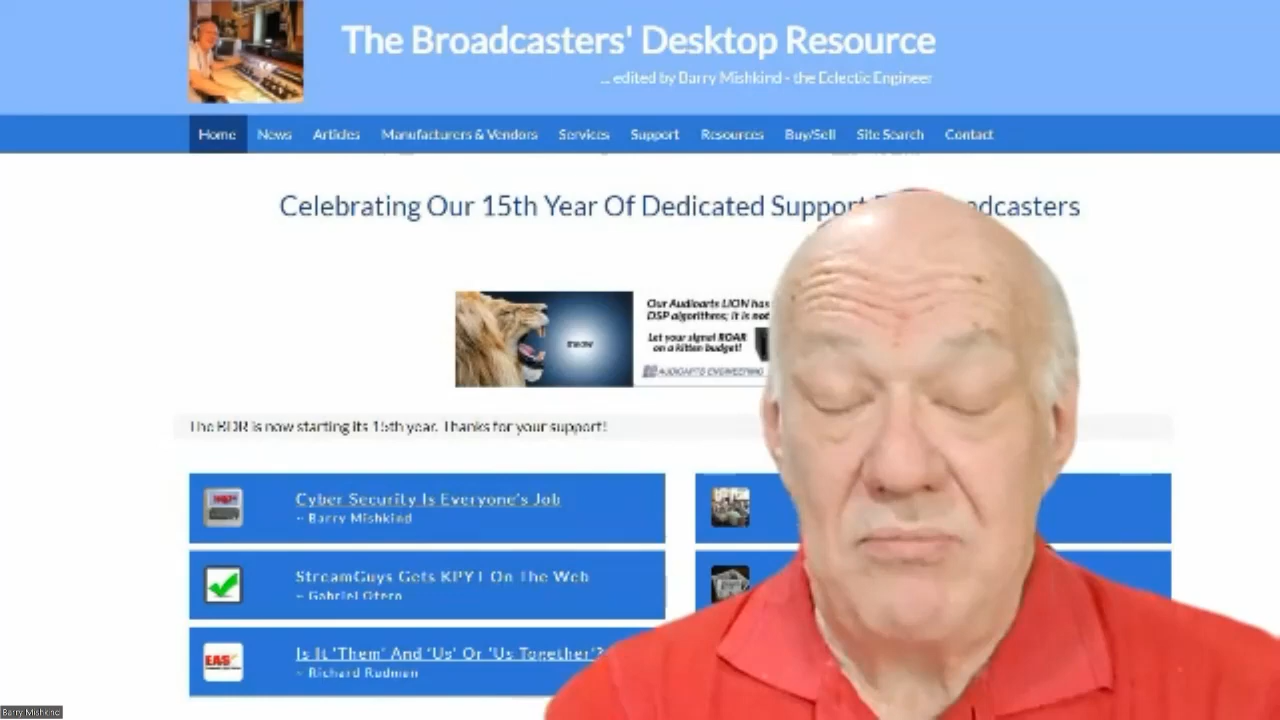 The Broadcasters' Desktop Resource
... edited by Barry Mishkind - the Eclectic Engineer
Home News Articles Manufacturers & Vendors Services Support Resources Buy/Sell Site Search Contact
Celebrating Our 15th Year Of Dedicated Support adcasters
Our Audioarts LION has
DSP algorithms; it is not
Let your signal ROAR
on a kitten budget!
AUDIOARTS ENGINEERING
The BDR is now starting its 15th year. Thanks for your support!
Cyber Security Is Everyone's Job
~ Barry Mishkind
StreamGuys Gets KPYT On The Web
~ Gabriel Otero
EAS
Is It 'Them' And 'Us' Or 'Us Together'?
~ Richard Rudman
Barry Mishkind